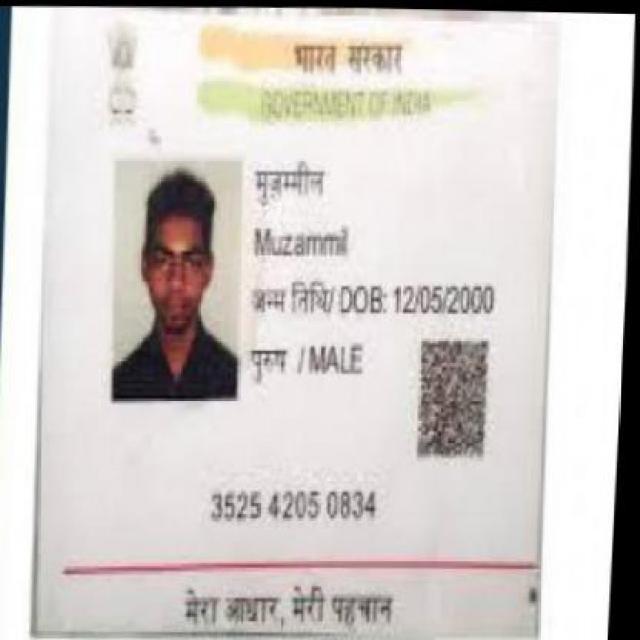 भारत सरकार
GOVERNMENT OF INDIA
मुज़म्मील
Muzammil
जन्म तिथि/ DOB: 12/05/2000
पुरुष / MALE
3525 4205 0834
मेरा आधार, मेरी पहचान